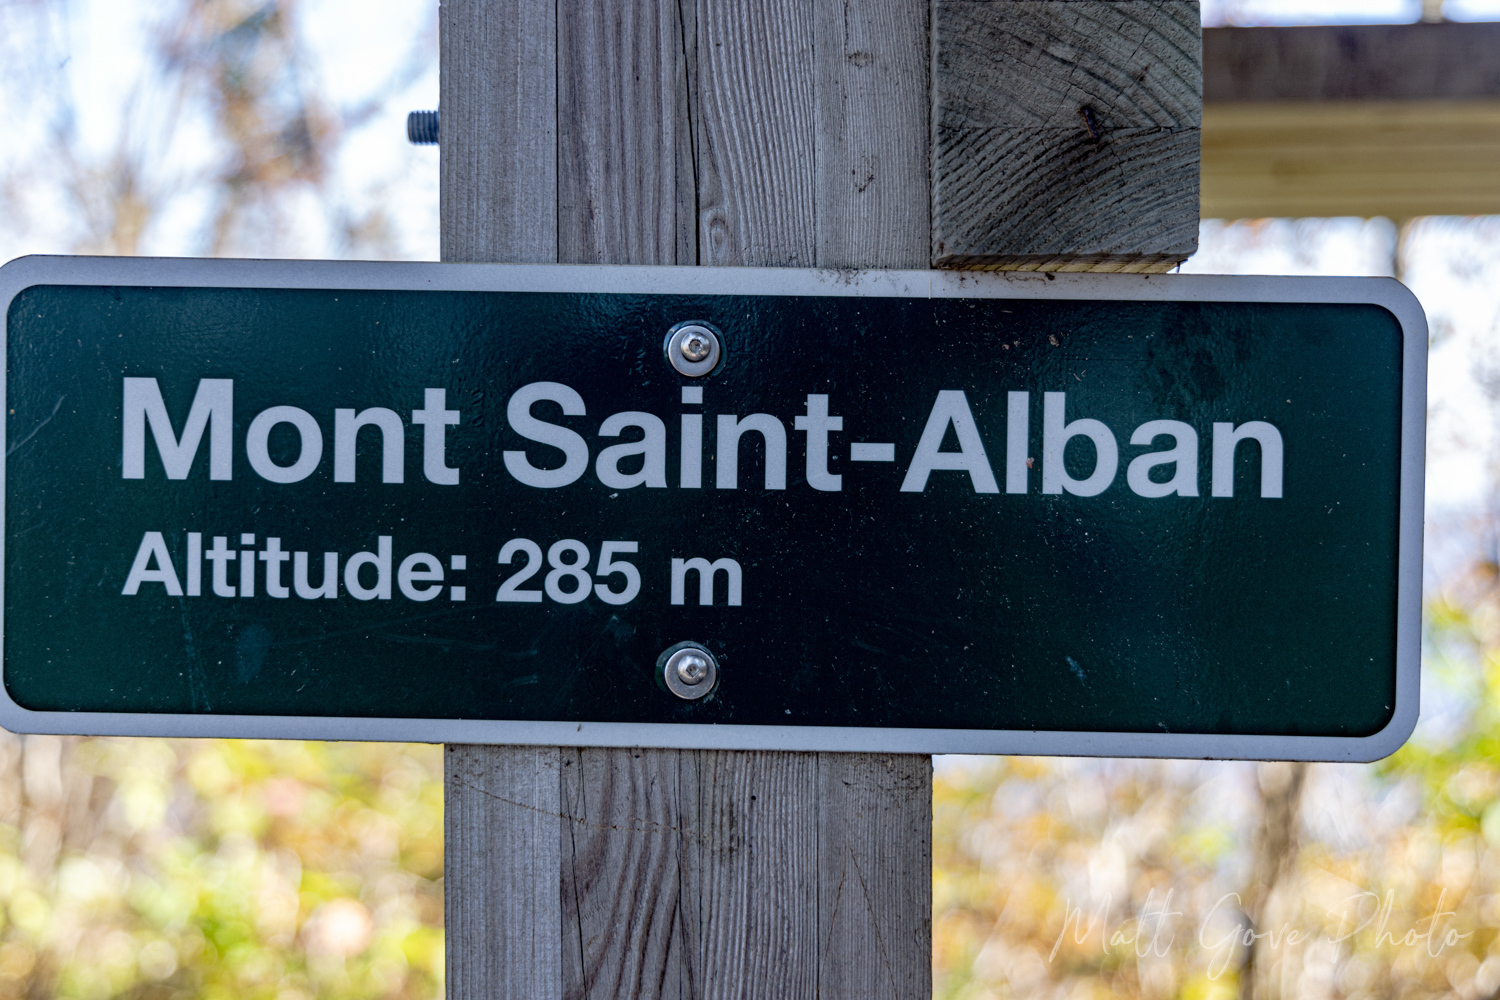 Mont Saint-Alban
Altitude: 285 m
Matt Gove Photo